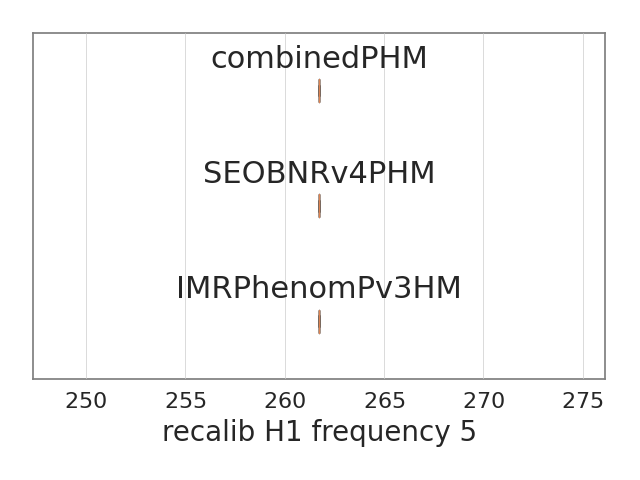 combinedPHM
SEOBNRv4PHM
IMRPhenomPv3HM
250 255 260 265 270 275
recalib H1 frequency 5